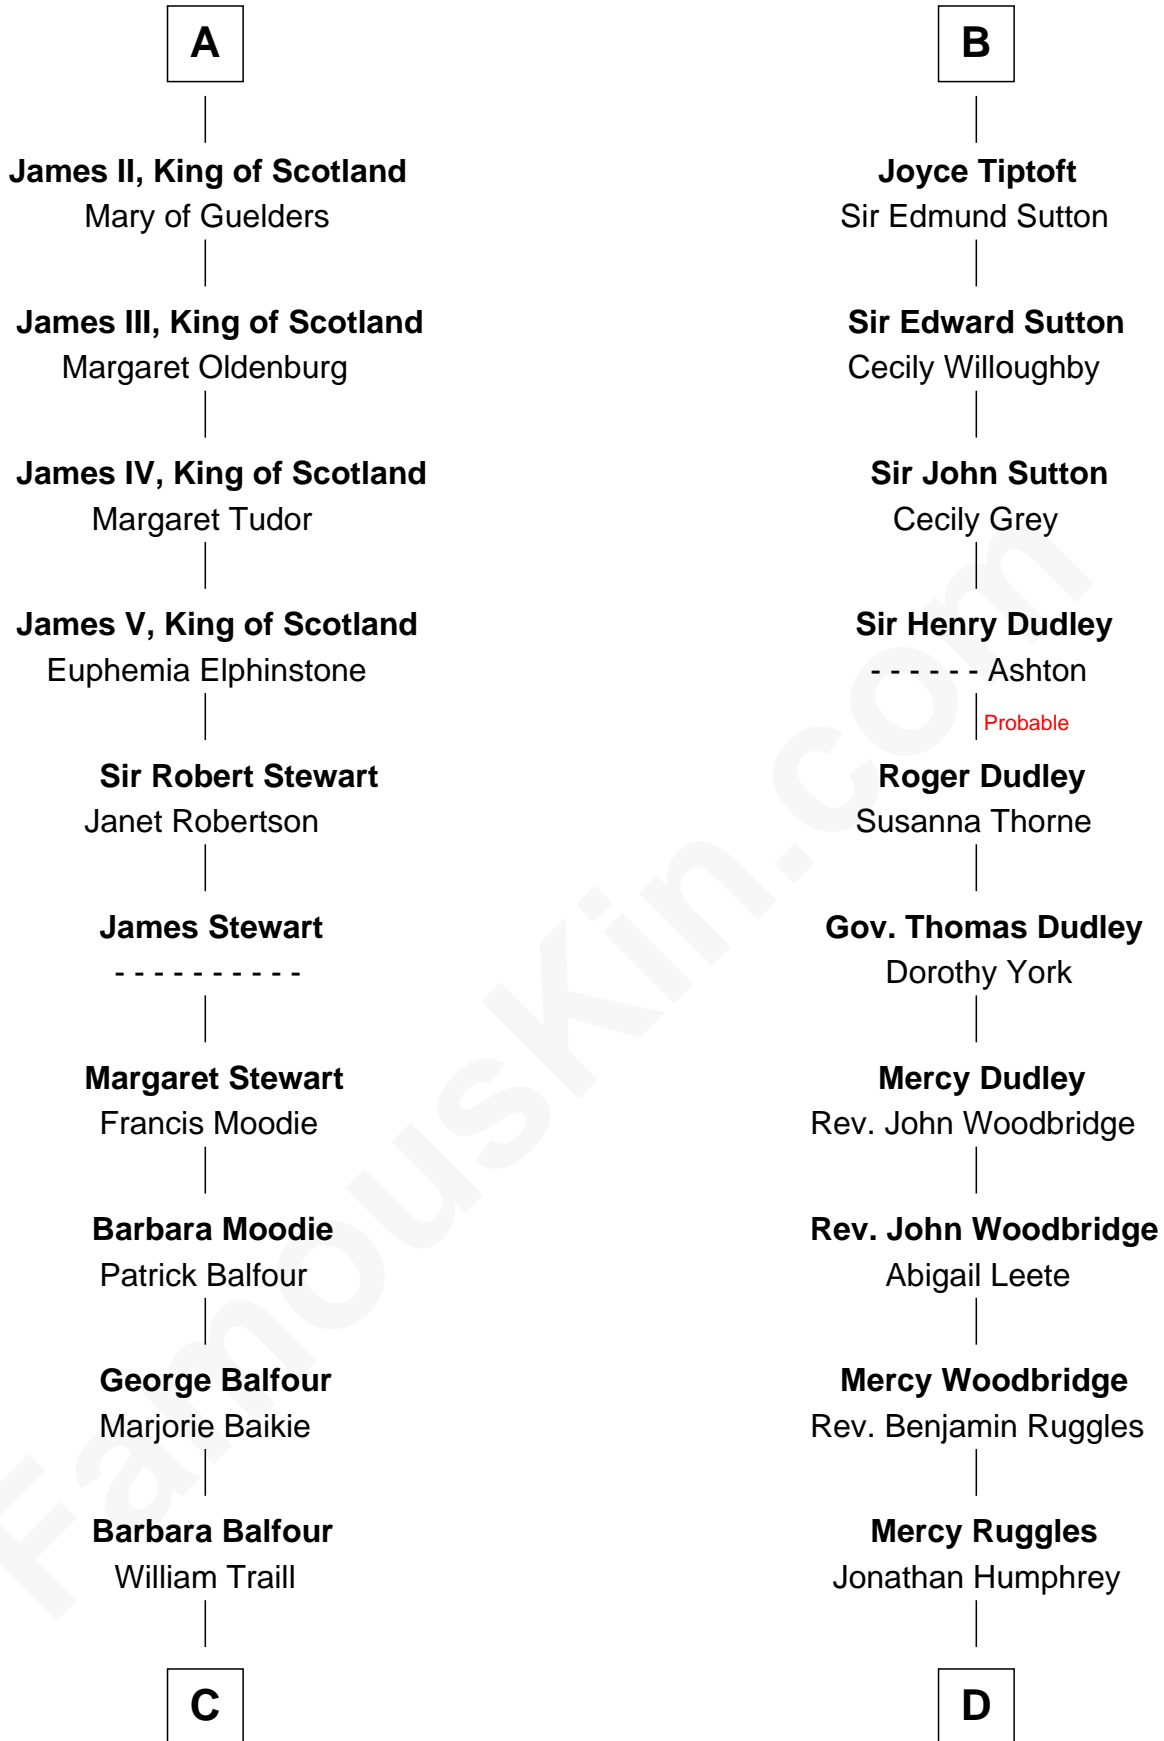 A
James II, King of Scotland
Mary of Guelders
James III, King of Scotland
Margaret Oldenburg
James IV, King of Scotland
Margaret Tudor
James V, King of Scotland
Euphemia Elphinstone
Sir Robert Stewart
Janet Robertson
James Stewart
- - - - - - - - - -
Margaret Stewart
Francis Moodie
Barbara Moodie
Patrick Balfour
George Balfour
Marjorie Baikie
Barbara Balfour
William Traill
C
B
Joyce Tiptoft
Sir Edmund Sutton
Sir Edward Sutton
Cecily Willoughby
Sir John Sutton
Cecily Grey
Sir Henry Dudley
- - - - - - Ashton
Probable
Roger Dudley
Susanna Thorne
Gov. Thomas Dudley
Dorothy York
Mercy Dudley
Rev. John Woodbridge
Rev. John Woodbridge
Abigail Leete
Mercy Woodbridge
Rev. Benjamin Ruggles
Mercy Ruggles
Jonathan Humphrey
D
FamousKin.com